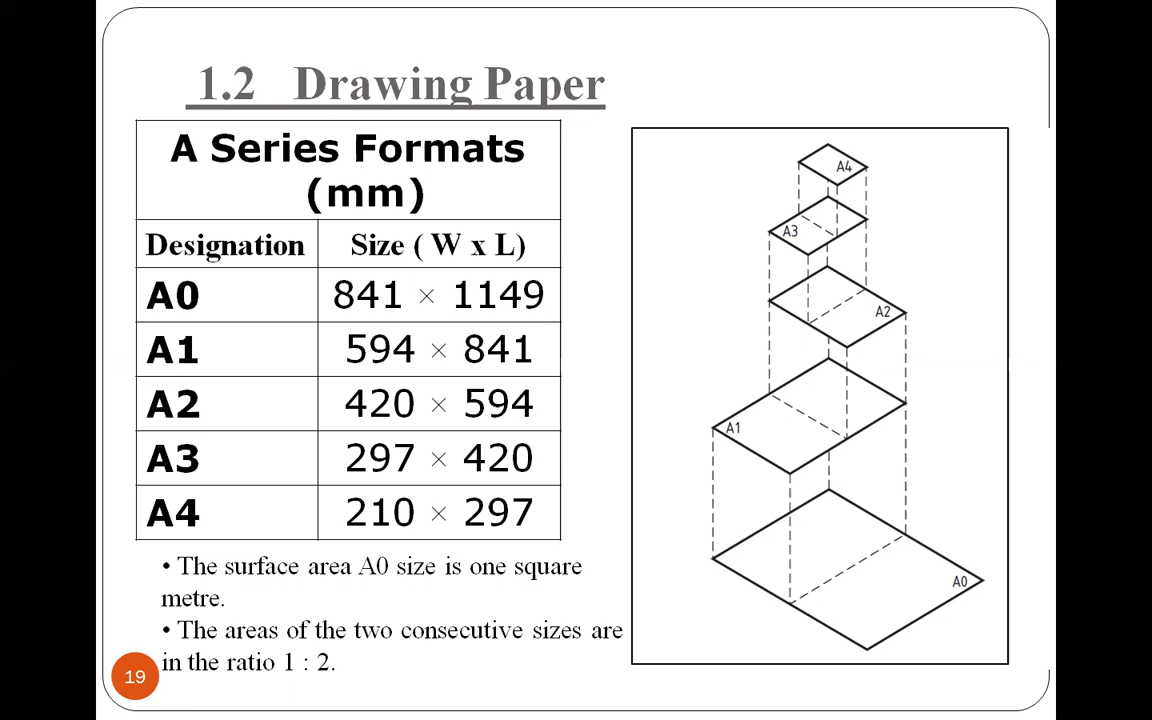 1.2 Drawing Paper
A Series Formats
(mm)
Designation Size ( W x L)
A0 841 × 1149
A1 594 × 841
A2 420 × 594
A3 297 × 420
A4 210 × 297
• The surface area A0 size is one square
metre.
• The areas of the two consecutive sizes are
in the ratio 1 : 2.
19
A4
A3
A2
A1
A0